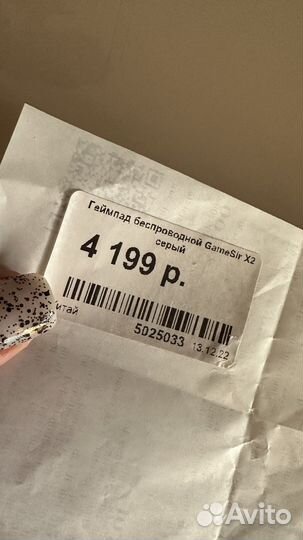 Геймпад беспроводной GameSir X2
серый
4 199 р.
итай
5025033 13.12.22
Avito